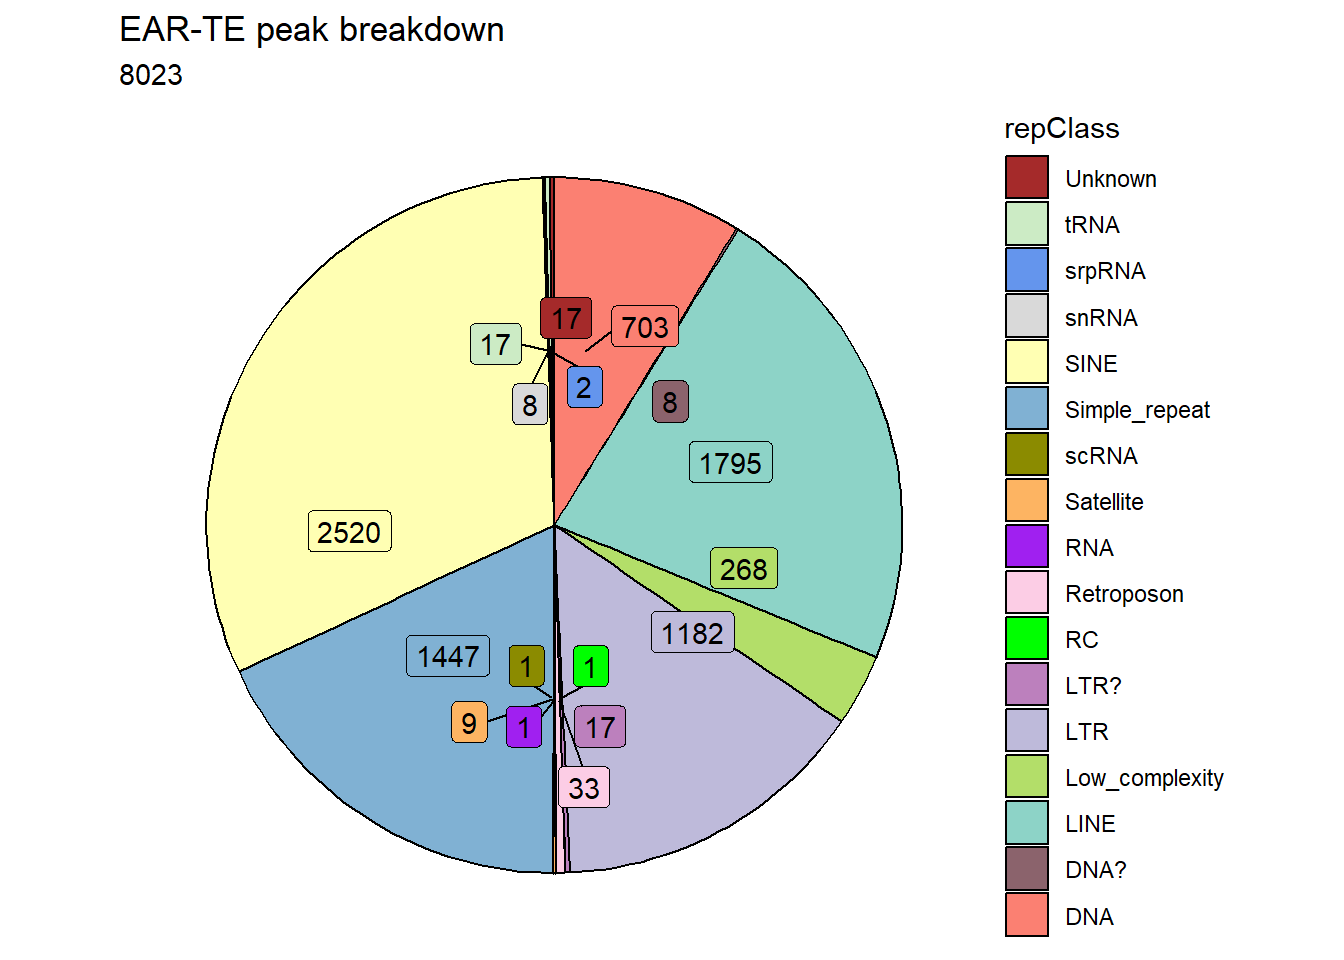 EAR-TE peak breakdown
8023
17
703
17
2
8
8
1795
2520
268
1182
1447
1
1
9
1
17
33
repClass
Unknown
tRNA
srpRNA
snRNA
SINE
Simple_repeat
scRNA
Satellite
RNA
Retroposon
RC
LTR?
LTR
Low_complexity
LINE
DNA?
DNA